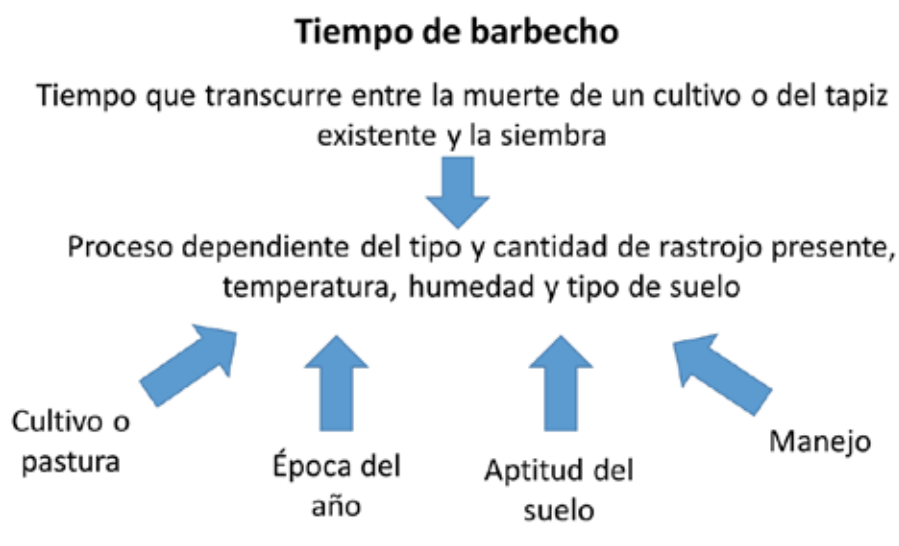 Tiempo de barbecho
Tiempo que transcurre entre la muerte de un cultivo o del tapiz
existente y la siembra
Proceso dependiente del tipo y cantidad de rastrojo presente,
temperatura, humedad y tipo de suelo
Cultivo o
pastura
Época del
año
Aptitud del
suelo
Manejo